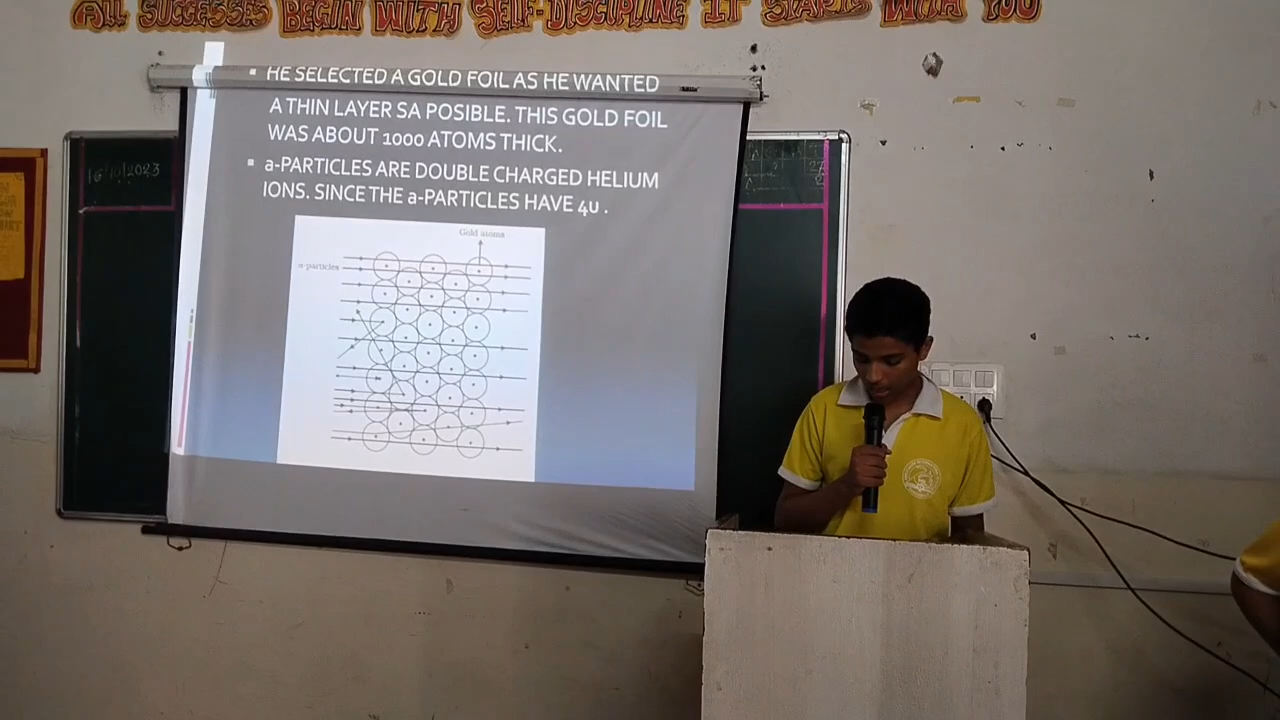 ALL SUCCESSES BEGIN WITH SELF-DISCIPLINE IT STARTS WITH YOU
▪ HE SELECTED A GOLD FOIL AS HE WANTED
A THIN LAYER SA POSIBLE. THIS GOLD FOIL
WAS ABOUT 1000 ATOMS THICK.
▪ a-PARTICLES ARE DOUBLE CHARGED HELIUM
IONS. SINCE THE a-PARTICLES HAVE 4u .
Gold atoms
α-particles
16/10/2023